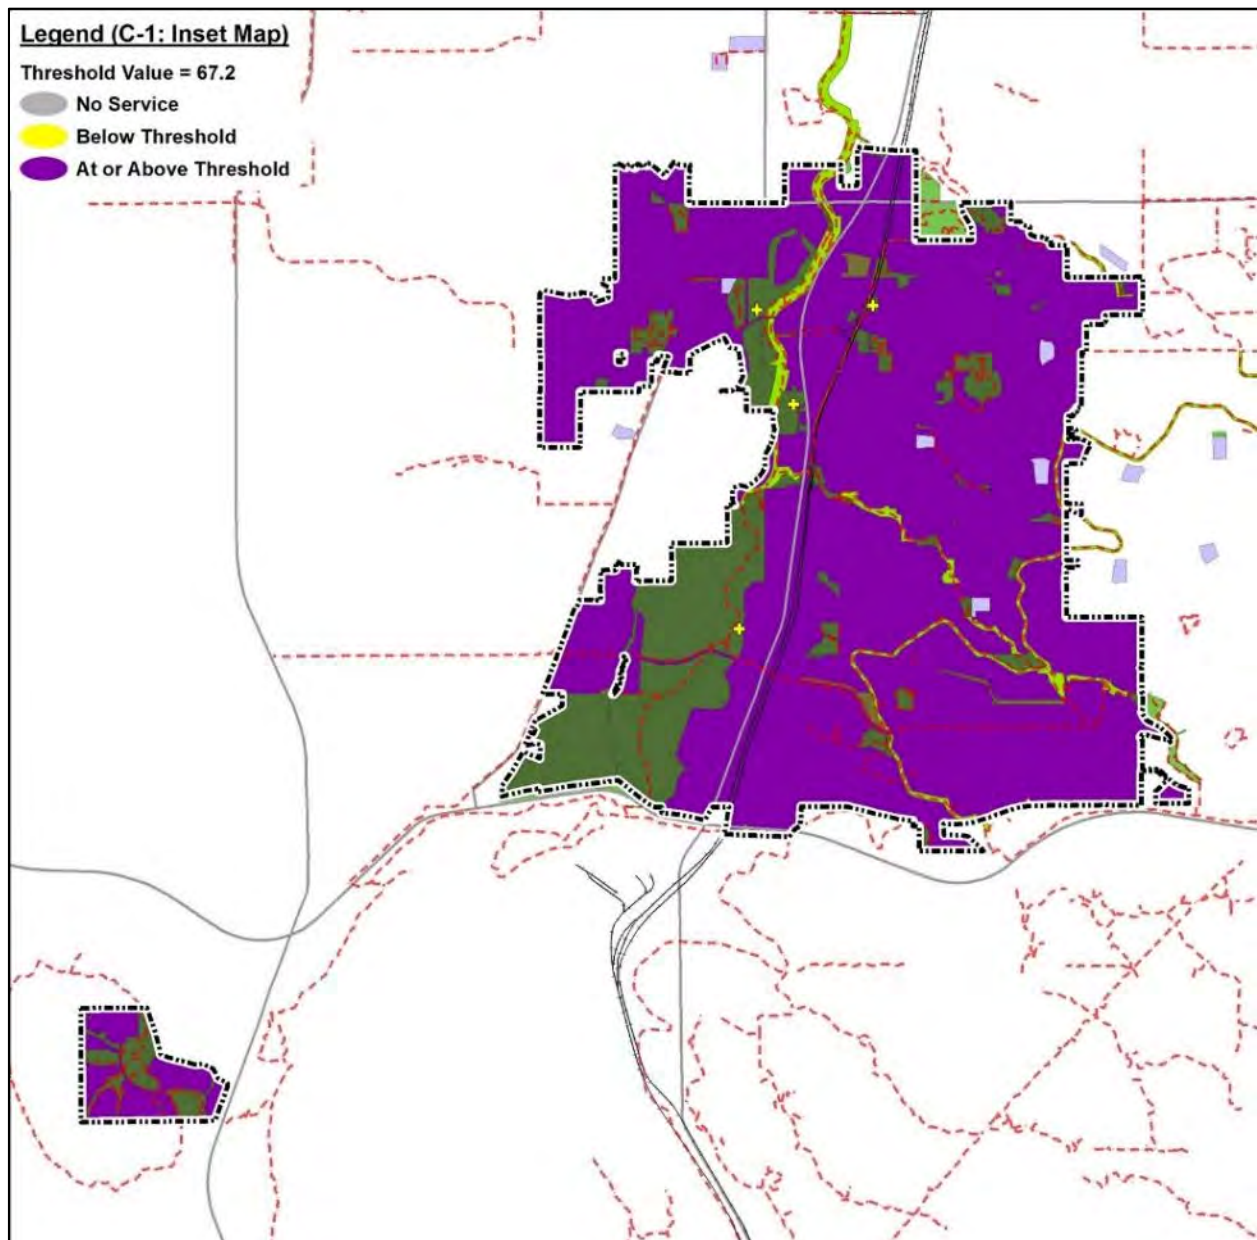 Legend (C-1: Inset Map)
Threshold Value = 67.2
No Service
Below Threshold
At or Above Threshold